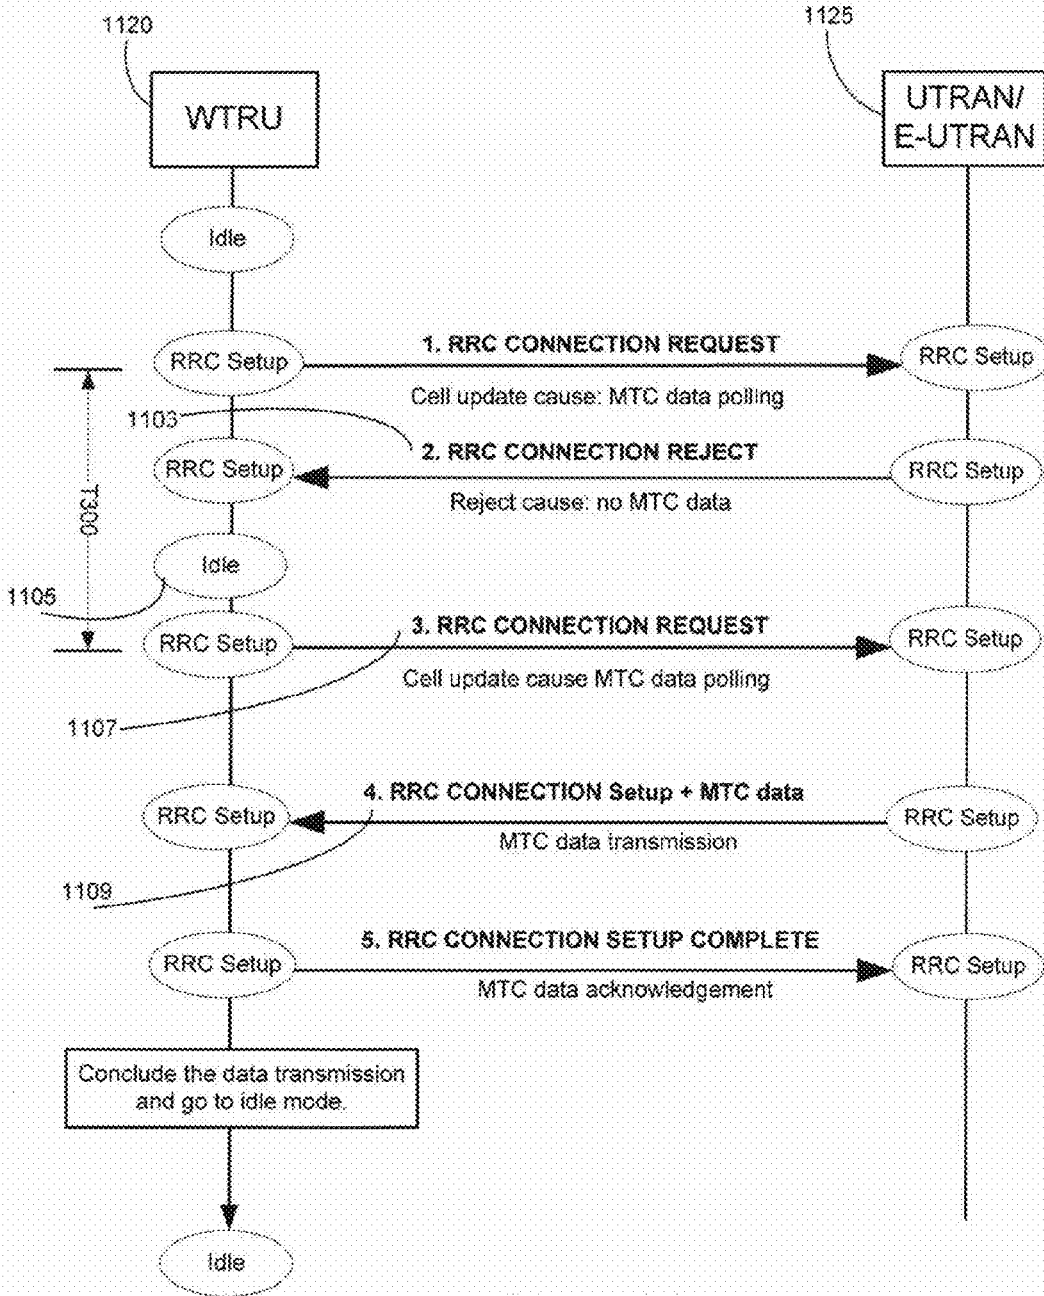 1120
1125
WTRU
UTRAN/
E-UTRAN
Idle
RRC Setup
1. RRC CONNECTION REQUEST
RRC Setup
Cell update cause: MTC data polling
1103
RRC Setup
2. RRC CONNECTION REJECT
RRC Setup
Reject cause: no MTC data
T300
Idle
1105
RRC Setup
3. RRC CONNECTION REQUEST
RRC Setup
Cell update cause MTC data polling
1107
RRC Setup
4. RRC CONNECTION Setup + MTC data
RRC Setup
MTC data transmission
1109
RRC Setup
5. RRC CONNECTION SETUP COMPLETE
RRC Setup
MTC data acknowledgement
Conclude the data transmission
and go to idle mode.
Idle